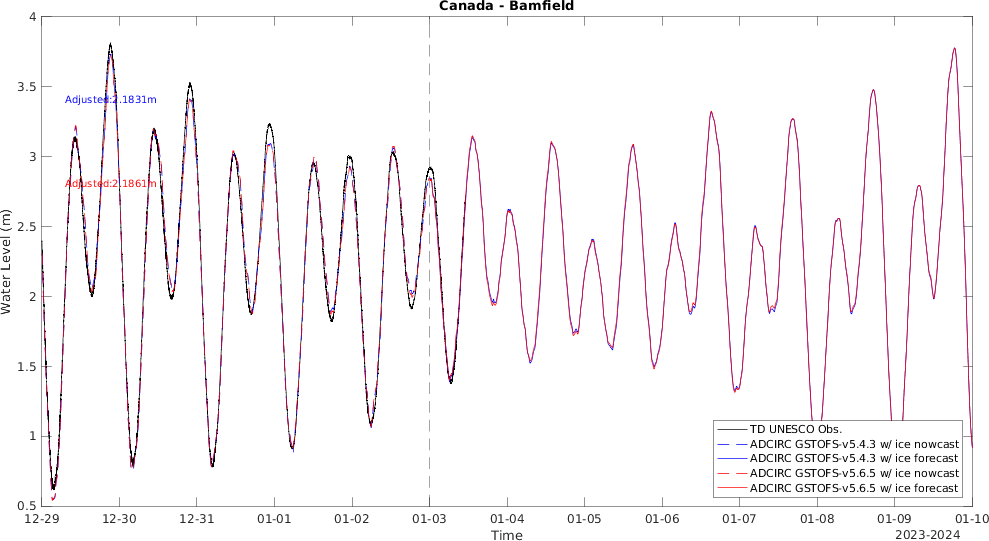 Canada - Bamfield
4
3.5
3
2.5
2
1.5
1
0.5
Water Level (m)
Adjusted:2.1831m
Adjusted:2.1861m
TD UNESCO Obs.
ADCIRC GSTOFS-v5.4.3 w/ ice nowcast
ADCIRC GSTOFS-v5.4.3 w/ ice forecast
ADCIRC GSTOFS-v5.6.5 w/ ice nowcast
ADCIRC GSTOFS-v5.6.5 w/ ice forecast
12-29 12-30 12-31 01-01 01-02 01-03 01-04 01-05 01-06 01-07 01-08 01-09 01-10
Time
2023-2024